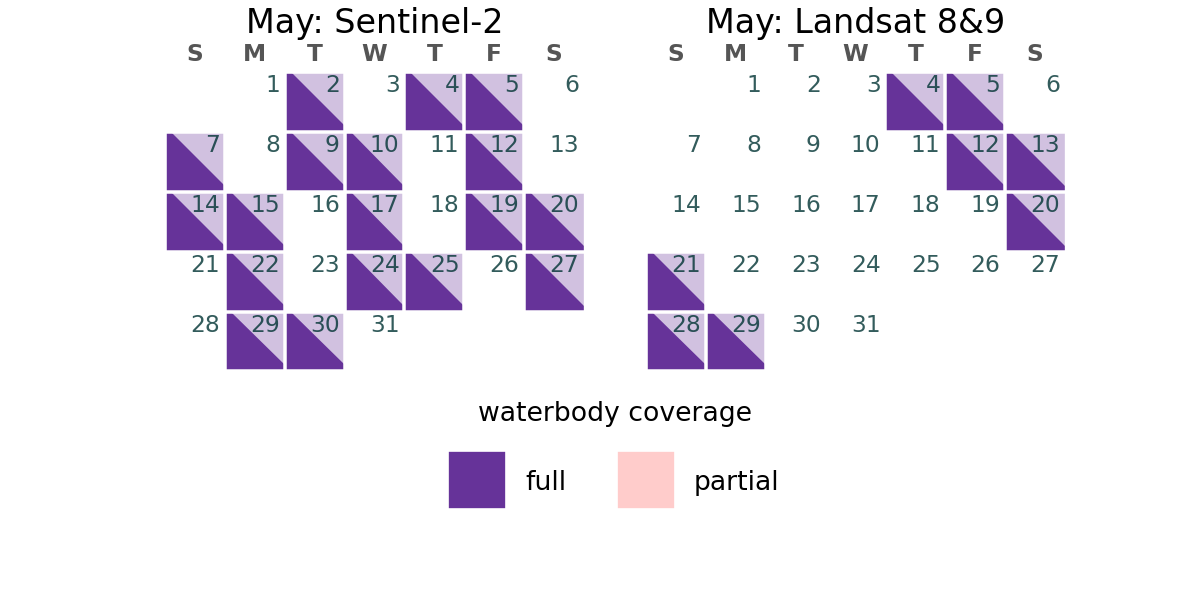 May: Sentinel-2
S M T W T F S
1 2 3 4 5 6
7 8 9 10 11 12 13
14 15 16 17 18 19 20
21 22 23 24 25 26 27
28 29 30 31
May: Landsat 8&9
S M T W T F S
1 2 3 4 5 6
7 8 9 10 11 12 13
14 15 16 17 18 19 20
21 22 23 24 25 26 27
28 29 30 31
waterbody coverage
full partial